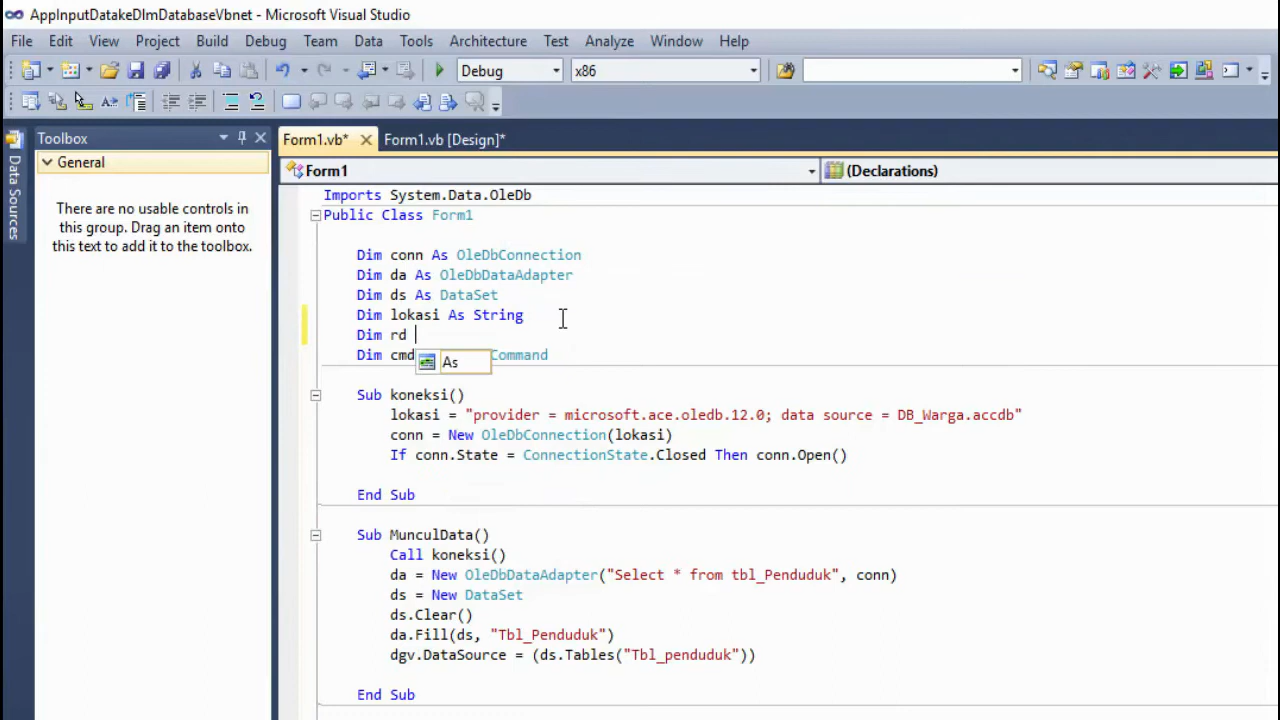 AppInputDatakeDlmDatabaseVbnet - Microsoft Visual Studio
File Edit View Project Build Debug Team Data Tools Architecture Test Analyze Window Help
Debug x86
Toolbox
Form1.vb* Form1.vb [Design]*
General
Form1 (Declarations)
Data Sources
There are no usable controls in
this group. Drag an item onto
this text to add it to the toolbox.
Imports System.Data.OleDb
Public Class Form1
Dim conn As OleDbConnection
Dim da As OleDbDataAdapter
Dim ds As DataSet
Dim lokasi As String
Dim rd
Dim cmd Command
As
Sub koneksi()
lokasi = "provider = microsoft.ace.oledb.12.0; data source = DB_Warga.accdb"
conn = New OleDbConnection(lokasi)
If conn.State = ConnectionState.Closed Then conn.Open()
End Sub
Sub MunculData()
Call koneksi()
da = New OleDbDataAdapter("Select * from tbl_Penduduk", conn)
ds = New DataSet
ds.Clear()
da.Fill(ds, "Tbl_Penduduk")
dgv.DataSource = (ds.Tables("Tbl_penduduk"))
End Sub